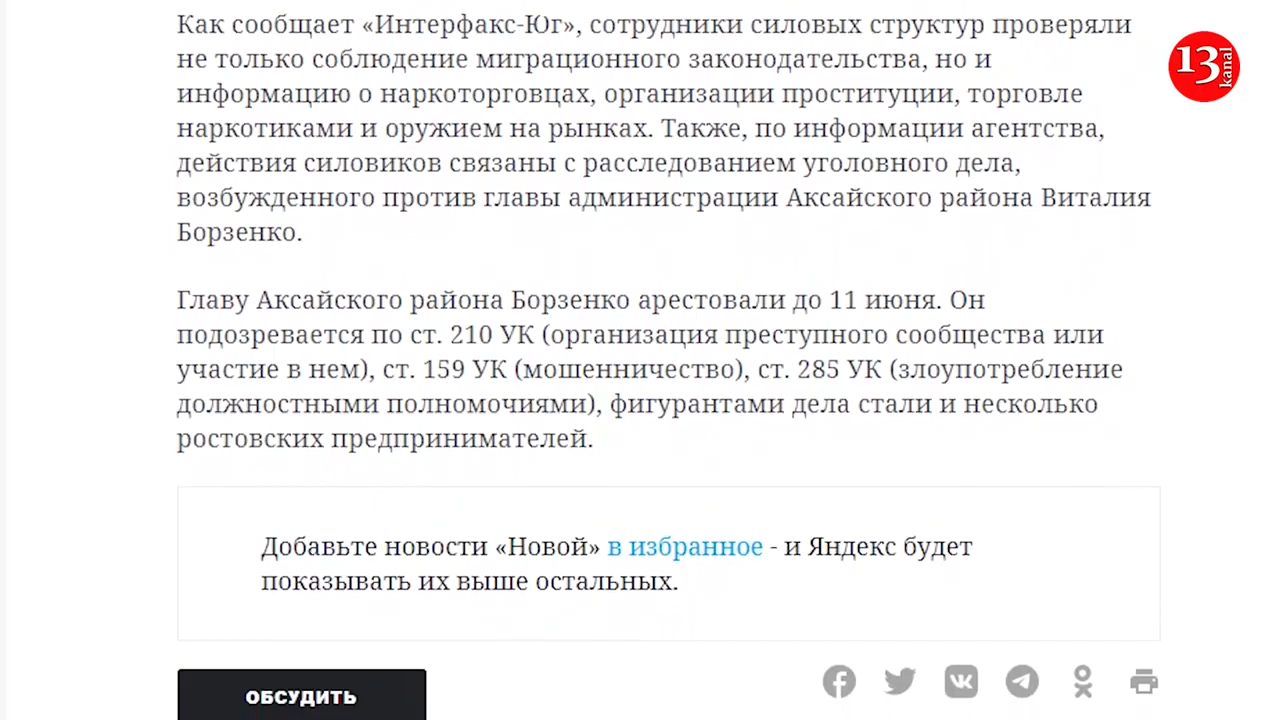 Как сообщает «Интерфакс-Юг», сотрудники силовых структур проверяли
не только соблюдение миграционного законодательства, но и
информацию о наркоторговцах, организации проституции, торговле
наркотиками и оружием на рынках. Также, по информации агентства,
действия силовиков связаны с расследованием уголовного дела,
возбужденного против главы администрации Аксайского района Виталия
Борзенко.
Главу Аксайского района Борзенко арестовали до 11 июня. Он
подозревается по ст. 210 УК (организация преступного сообщества или
участие в нем), ст. 159 УК (мошенничество), ст. 285 УК (злоупотребление
должностными полномочиями), фигурантами дела стали и несколько
ростовских предпринимателей.
Добавьте новости «Новой» в избранное - и Яндекс будет
показывать их выше остальных.
ОБСУДИТЬ
13 kanal